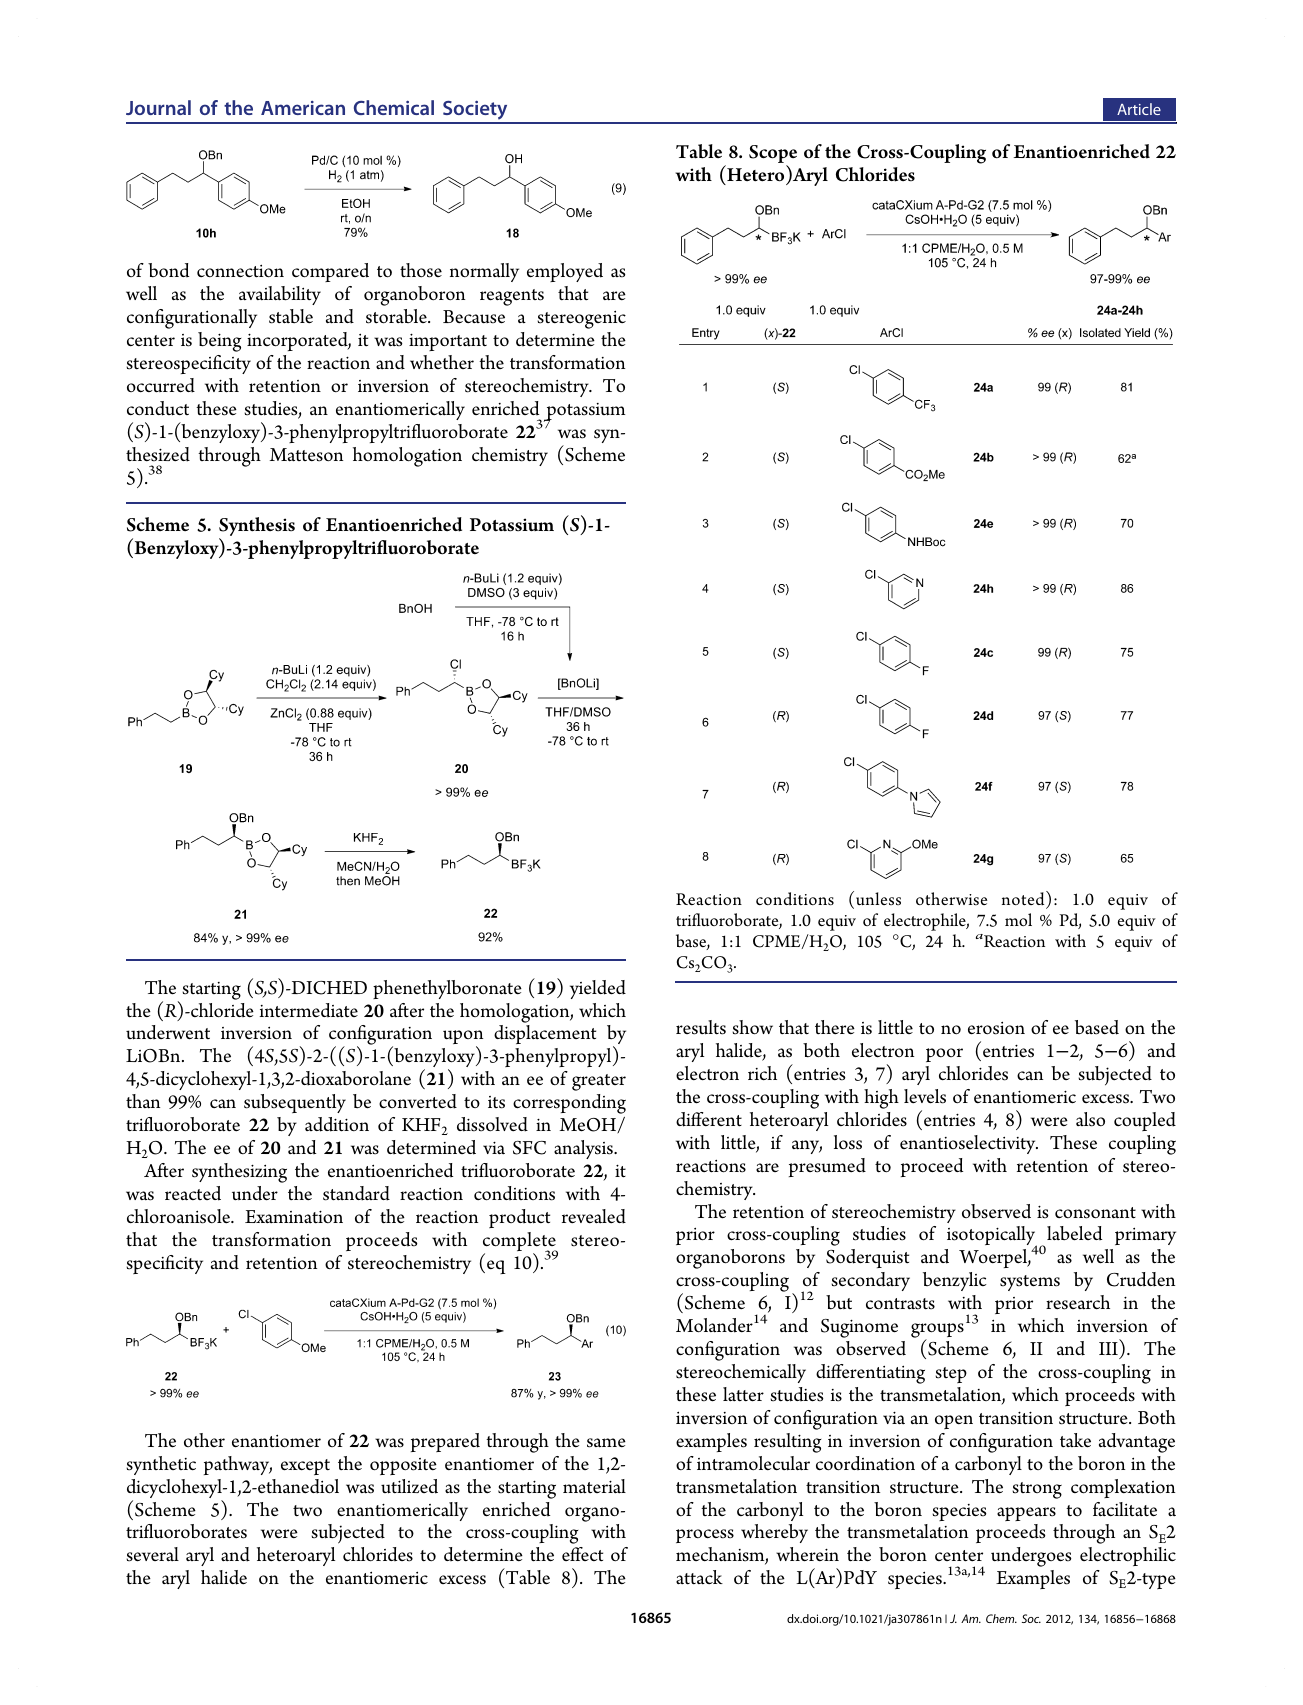 Journal of the American Chemical Society
Article
OBn
OMe
10h
Pd/C (10 mol %)
H2 (1 atm)
EtOH
rt, o/n
79%
OH
OMe
18
(9)
of bond connection compared to those normally employed as
well as the availability of organoboron reagents that are
configurationally stable and storable. Because a stereogenic
center is being incorporated, it was important to determine the
stereospecificity of the reaction and whether the transformation
occurred with retention or inversion of stereochemistry. To
conduct these studies, an enantiomerically enriched potassium
(S)-1-(benzyloxy)-3-phenylpropyltrifluoroborate 22³⁷ was syn-
thesized through Matteson homologation chemistry (Scheme
5).³⁸
Scheme 5. Synthesis of Enantioenriched Potassium (S)-1-
(Benzyloxy)-3-phenylpropyltrifluoroborate
BnOH
n-BuLi (1.2 equiv)
DMSO (3 equiv)
THF, -78 °C to rt
16 h
Ph
B
O
O
Cy
Cy
19
n-BuLi (1.2 equiv)
CH2Cl2 (2.14 equiv)
ZnCl2 (0.88 equiv)
THF
-78 °C to rt
36 h
Cl
Ph
B
O
O
Cy
Cy
20
> 99% ee
[BnOLi]
THF/DMSO
36 h
-78 °C to rt
OBn
Ph
B
O
O
Cy
Cy
21
84% y, > 99% ee
KHF2
MeCN/H2O
then MeOH
OBn
Ph
BF3K
22
92%
The starting (S,S)-DICHED phenethylboronate (19) yielded
the (R)-chloride intermediate 20 after the homologation, which
underwent inversion of configuration upon displacement by
LiOBn. The (4S,5S)-2-((S)-1-(benzyloxy)-3-phenylpropyl)-
4,5-dicyclohexyl-1,3,2-dioxaborolane (21) with an ee of greater
than 99% can subsequently be converted to its corresponding
trifluoroborate 22 by addition of KHF2 dissolved in MeOH/
H2O. The ee of 20 and 21 was determined via SFC analysis.
After synthesizing the enantioenriched trifluoroborate 22, it
was reacted under the standard reaction conditions with 4-
chloroanisole. Examination of the reaction product revealed
that the transformation proceeds with complete stereo-
specificity and retention of stereochemistry (eq 10).³⁹
OBn
Ph
BF3K
22
> 99% ee
+
Cl
OMe
cataCXium A-Pd-G2 (7.5 mol %)
CsOH•H2O (5 equiv)
1:1 CPME/H2O, 0.5 M
105 °C, 24 h
OBn
Ph
Ar
23
87% y, > 99% ee
(10)
The other enantiomer of 22 was prepared through the same
synthetic pathway, except the opposite enantiomer of the 1,2-
dicyclohexyl-1,2-ethanediol was utilized as the starting material
(Scheme 5). The two enantiomerically enriched organo-
trifluoroborates were subjected to the cross-coupling with
several aryl and heteroaryl chlorides to determine the effect of
the aryl halide on the enantiomeric excess (Table 8). The
Table 8. Scope of the Cross-Coupling of Enantioenriched 22
with (Hetero)Aryl Chlorides
OBn
* BF3K + ArCl
> 99% ee
cataCXium A-Pd-G2 (7.5 mol %)
CsOH•H2O (5 equiv)
1:1 CPME/H2O, 0.5 M
105 °C, 24 h
OBn
* Ar
97-99% ee
1.0 equiv 1.0 equiv 24a-24h
Entry (x)-22 ArCl % ee (x) Isolated Yield (%)
1 (S) Cl CF3 24a 99 (R) 81
2 (S) Cl CO2Me 24b > 99 (R) 62ᵃ
3 (S) Cl NHBoc 24e > 99 (R) 70
4 (S) Cl N 24h > 99 (R) 86
5 (S) Cl F 24c 99 (R) 75
6 (R) Cl F 24d 97 (S) 77
7 (R) Cl N 24f 97 (S) 78
8 (R) Cl N OMe 24g 97 (S) 65
Reaction conditions (unless otherwise noted): 1.0 equiv of
trifluoroborate, 1.0 equiv of electrophile, 7.5 mol % Pd, 5.0 equiv of
base, 1:1 CPME/H2O, 105 °C, 24 h. ᵃReaction with 5 equiv of
Cs2CO3.
results show that there is little to no erosion of ee based on the
aryl halide, as both electron poor (entries 1−2, 5−6) and
electron rich (entries 3, 7) aryl chlorides can be subjected to
the cross-coupling with high levels of enantiomeric excess. Two
different heteroaryl chlorides (entries 4, 8) were also coupled
with little, if any, loss of enantioselectivity. These coupling
reactions are presumed to proceed with retention of stereo-
chemistry.
The retention of stereochemistry observed is consonant with
prior cross-coupling studies of isotopically labeled primary
organoborons by Soderquist and Woerpel,⁴⁰ as well as the
cross-coupling of secondary benzylic systems by Crudden
(Scheme 6, I)¹² but contrasts with prior research in the
Molander¹⁴ and Suginome groups¹³ in which inversion of
configuration was observed (Scheme 6, II and III). The
stereochemically differentiating step of the cross-coupling in
these latter studies is the transmetalation, which proceeds with
inversion of configuration via an open transition structure. Both
examples resulting in inversion of configuration take advantage
of intramolecular coordination of a carbonyl to the boron in the
transmetalation transition structure. The strong complexation
of the carbonyl to the boron species appears to facilitate a
process whereby the transmetalation proceeds through an SE2
mechanism, wherein the boron center undergoes electrophilic
attack of the L(Ar)PdY species.¹³ᵃ,¹⁴ Examples of SE2-type
16865
dx.doi.org/10.1021/ja307861n | J. Am. Chem. Soc. 2012, 134, 16856−16868